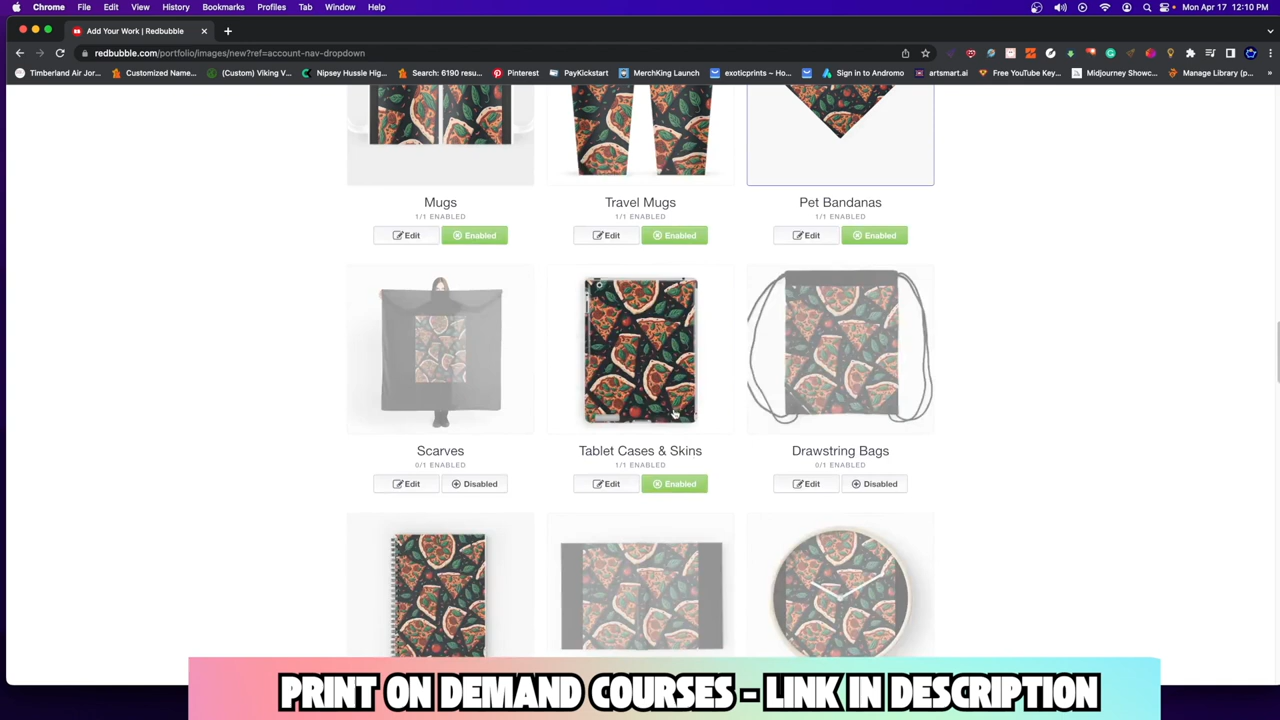 Chrome File Edit View History Bookmarks Profiles Tab Window Help Mon Apr 17 12:10 PM
Add Your Work | Redbubble
redbubble.com/portfolio/images/new?ref=account-nav-dropdown
Timberland Air Jor... Customized Name... (Custom) Viking V... Nipsey Hussle Hig... Search: 6190 resu... Pinterest PayKickstart MerchKing Launch exoticprints – Ho... Sign in to Andromo artsmart.ai Free YouTube Key... Midjourney Showc... Manage Library (p... »
Mugs Travel Mugs Pet Bandanas
1/1 ENABLED 1/1 ENABLED 1/1 ENABLED
Edit Enabled Edit Enabled Edit Enabled
Scarves Tablet Cases & Skins Drawstring Bags
0/1 ENABLED 1/1 ENABLED 0/1 ENABLED
Edit Disabled Edit Enabled Edit Disabled
PRINT ON DEMAND COURSES - LINK IN DESCRIPTION